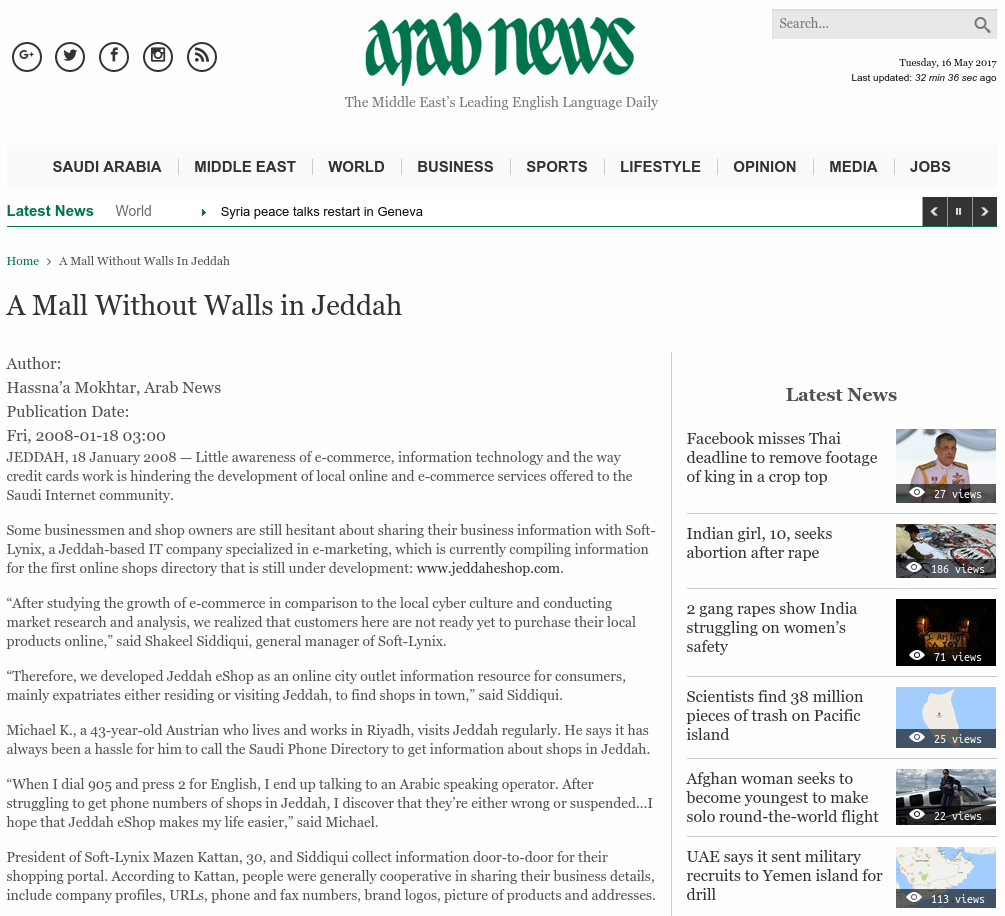 arab news
The Middle East's Leading English Language Daily
Search...
Tuesday, 16 May 2017
Last updated: 32 min 36 sec ago
SAUDI ARABIA
MIDDLE EAST
WORLD
BUSINESS
SPORTS
LIFESTYLE
OPINION
MEDIA
JOBS
Latest News World Syria peace talks restart in Geneva
Home › A Mall Without Walls In Jeddah
A Mall Without Walls in Jeddah
Author:
Hassna'a Mokhtar, Arab News
Publication Date:
Fri, 2008-01-18 03:00
JEDDAH, 18 January 2008 — Little awareness of e-commerce, information technology and the way
credit cards work is hindering the development of local online and e-commerce services offered to the
Saudi Internet community.
Some businessmen and shop owners are still hesitant about sharing their business information with Soft-
Lynix, a Jeddah-based IT company specialized in e-marketing, which is currently compiling information
for the first online shops directory that is still under development: www.jeddaheshop.com.
“After studying the growth of e-commerce in comparison to the local cyber culture and conducting
market research and analysis, we realized that customers here are not ready yet to purchase their local
products online,” said Shakeel Siddiqui, general manager of Soft-Lynix.
“Therefore, we developed Jeddah eShop as an online city outlet information resource for consumers,
mainly expatriates either residing or visiting Jeddah, to find shops in town,” said Siddiqui.
Michael K., a 43-year-old Austrian who lives and works in Riyadh, visits Jeddah regularly. He says it has
always been a hassle for him to call the Saudi Phone Directory to get information about shops in Jeddah.
“When I dial 905 and press 2 for English, I end up talking to an Arabic speaking operator. After
struggling to get phone numbers of shops in Jeddah, I discover that they’re either wrong or suspended...I
hope that Jeddah eShop makes my life easier,” said Michael.
President of Soft-Lynix Mazen Kattan, 30, and Siddiqui collect information door-to-door for their
shopping portal. According to Kattan, people were generally cooperative in sharing their business details,
include company profiles, URLs, phone and fax numbers, brand logos, picture of products and addresses.
Latest News
Facebook misses Thai
deadline to remove footage
of king in a crop top
27 views
Indian girl, 10, seeks
abortion after rape
186 views
2 gang rapes show India
struggling on women’s
safety
71 views
Scientists find 38 million
pieces of trash on Pacific
island
25 views
Afghan woman seeks to
become youngest to make
solo round-the-world flight
22 views
UAE says it sent military
recruits to Yemen island for
drill
113 views